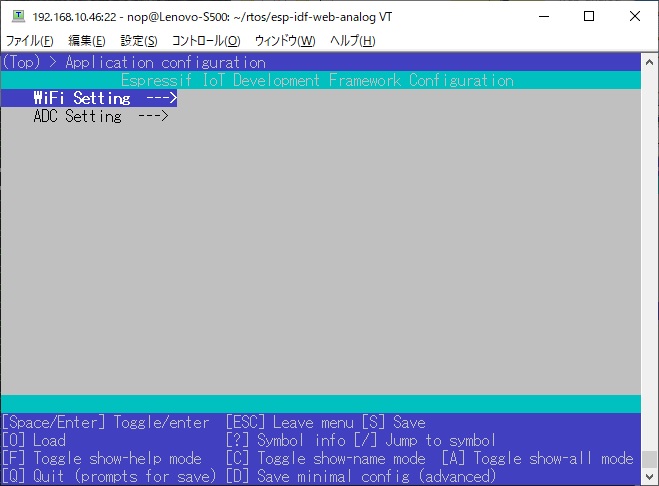 192.168.10.46:22 - nop@Lenovo-S500: ~/rtos/esp-idf-web-analog VT
ファイル(F) 編集(E) 設定(S) コントロール(O) ウィンドウ(W) ヘルプ(H)
(Top) > Application configuration
Espressif IoT Development Framework Configuration
WiFi Setting --->
ADC Setting --->
[Space/Enter] Toggle/enter [ESC] Leave menu [S] Save
[O] Load [?] Symbol info [/] Jump to symbol
[F] Toggle show-help mode [C] Toggle show-name mode [A] Toggle show-all mode
[Q] Quit (prompts for save) [D] Save minimal config (advanced)